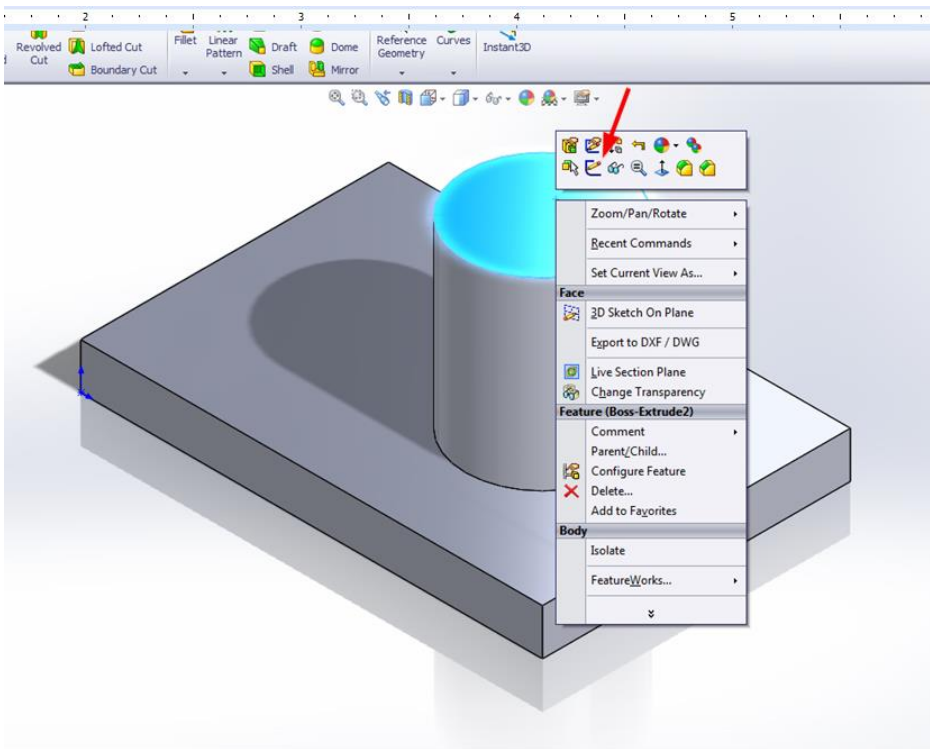 2 3 4 5
Revolved Cut
Lofted Cut
Boundary Cut
Fillet
Linear Pattern
Draft
Shell
Dome
Mirror
Reference Geometry
Curves
Instant3D
Zoom/Pan/Rotate
Recent Commands
Set Current View As...
Face
3D Sketch On Plane
Export to DXF / DWG
Live Section Plane
Change Transparency
Feature (Boss-Extrude2)
Comment
Parent/Child...
Configure Feature
Delete...
Add to Favorites
Body
Isolate
FeatureWorks...